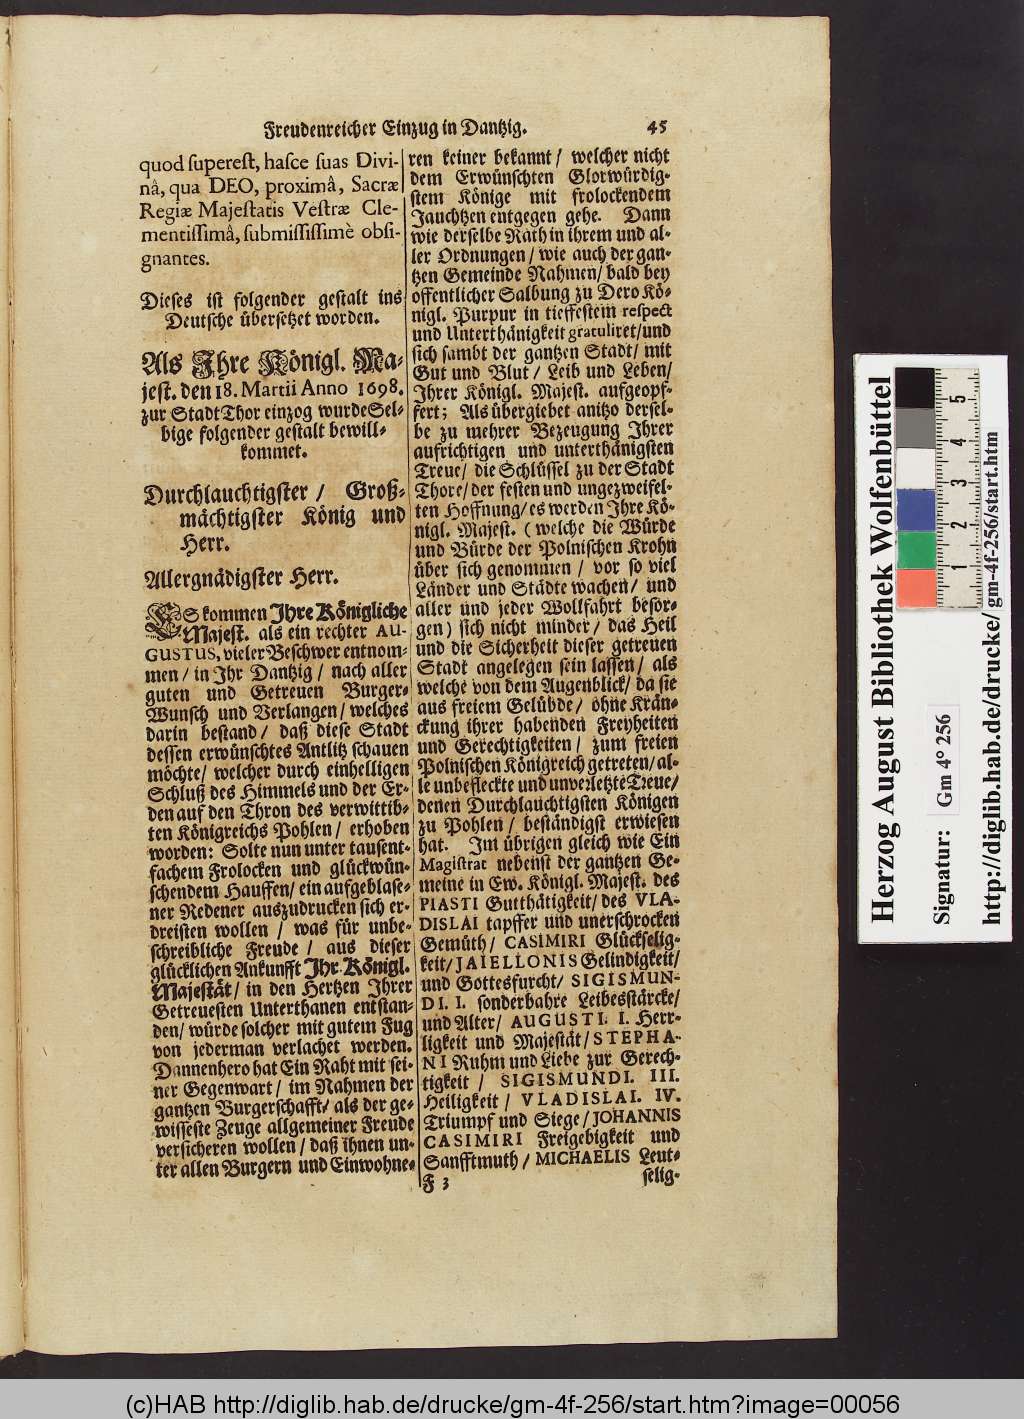 Freudenreicher Einzug in Dantzig. 45
quod superest, hasce suas Divi-
nâ, qua DEO, proximâ, Sacræ
Regiæ Majestatis Vestræ Cle-
mentissimâ, submississimè obsi-
gnantes.
Dieses ist folgender gestalt ins
Deutsche übersetzet worden.
Als Ihre Königl. Ma-
jest. den 18. Martii Anno 1698.
zur Stadt Thor einzog wurde Sel-
bige folgender gestalt bewill-
kommet.
Durchlauchtigster / Groß-
mächtigster König und
Herr.
Allergnädigster Herr.
ES kommen Ihre Königliche
Majest. als ein rechter AU-
GUSTUS, vieler Beschwer entnom-
men / in Ihr Dantzig / nach aller
guten und Getreuen Burger-
Wunsch und Verlangen / welches
darin bestand / daß diese Stadt
dessen erwünschtes Antlitz schauen
möchte / welcher durch einhelligen
Schluß des Himmels und der Er-
den auf den Thron des verwittib-
ten Königreichs Pohlen / erhoben
worden: Solte nun unter tausent-
fachem Frolocken und glückwün-
schendem Hauffen / ein aufgeblase-
ner Redener auszudrucken sich er-
dreisten wollen / was für unbe-
schreibliche Freude / aus dieser
glücklichen Ankunfft Ihr. Königl.
Majestät / in den Hertzen Ihrer
Getreuesten Unterthanen entstan-
den / würde solcher mit gutem Fug
von jederman verlachet werden.
Dannenhero hat Ein Raht mit sei-
ner Gegenwart / im Nahmen der
gantzen Burgerschafft / als der ge-
wisseste Zeuge allgemeiner Freude
versicheren wollen / daß ihnen un-
ter allen Burgern und Einwohne-
ren keiner bekannt / welcher nicht
dem Erwünschten Glorwürdig-
stem Könige mit frolockendem
Jauchtzen entgegen gehe. Dann
wie derselbe Rath in ihrem und al-
ler Ordnungen / wie auch der gan-
tzen Gemeinde Nahmen / bald bey
offentlicher Salbung zu Dero Kö-
nigl. Purpur in tieffestem respect
und Unterthänigkeit gratuliret / und
sich sambt der gantzen Stadt / mit
Gut und Blut / Leib und Leben /
Ihrer Königl. Majest. aufgeopf-
fert; Als übergiebet anitzo dersel-
be zu mehrer Bezeugung Ihrer
aufrichtigen und unterthänigsten
Treue / die Schlüssel zu der Stadt
Thore / der festen und ungezweifel-
ten Hoffnung / es werden Ihre Kö-
nigl. Majest. (welche die Würde
und Bürde der Polnischen Krohn
über sich genommen / vor so viel
Länder und Städte wachen / und
aller und jeder Wollfahrt besor-
gen) sich nicht minder / das Heil
und die Sicherheit dieser getreuen
Stadt angelegen sein lassen / als
welche von dem Augenblick / da sie
aus freiem Gelübde / ohne Krän-
ckung ihrer habenden Freyheiten
und Gerechtigkeiten / zum freien
Polnischen Königreich getreten / al-
le unbefleckte und unverletzte Treue /
denen Durchlauchtigsten Königen
zu Pohlen / beständigst erwiesen
hat. Im übrigen gleich wie Ein
Magistrat nebenst der gantzen Ge-
meine in Ew. Königl. Majest. des
PIASTI Gutthätigkeit / des VLA-
DISLAI tapffer und unerschrocken
Gemüth / CASIMIRI Glückselig-
keit / JAIELLONIS Gelindigkeit /
und Gottesfurcht / SIGISMUN-
DI. I. sonderbahre Leibesstärcke /
und Alter / AUGUSTI. I. Herr-
ligkeit und Majestät / STEPHA-
NI Ruhm und Liebe zur Gerech-
tigkeit / SIGISMUNDI. III.
Heiligkeit / VLADISLAI. IV.
Triumpf und Siege / JOHANNIS
CASIMIRI Freigebigkeit und
Sanfftmuth / MICHAELIS Leut-
F 3 selig-
Herzog August Bibliothek Wolfenbüttel
Signatur: Gm 4° 256
http://diglib.hab.de/drucke/ gm-4f-256/start.htm
1 2 3 4 5
(c)HAB http://diglib.hab.de/drucke/gm-4f-256/start.htm?image=00056